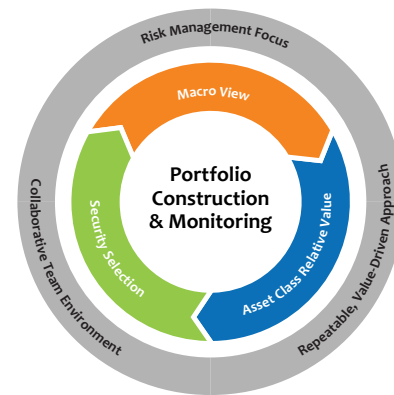 Risk Management Focus
Macro View
Portfolio
Construction
& Monitoring
Asset Class Relative Value
Security Selection
Repeatable, Value-Driven Approach
Collaborative Team Environment